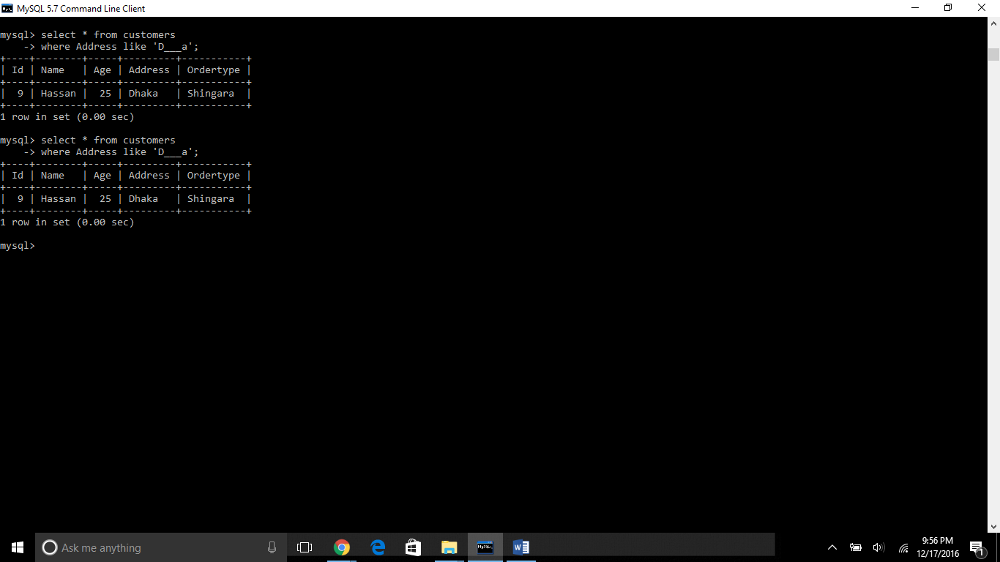 MySQL 5.7 Command Line Client
mysql> select * from customers
    -> where Address like 'D___a';
+----+--------+-----+---------+-----------+
| Id | Name   | Age | Address | Ordertype |
+----+--------+-----+---------+-----------+
|  9 | Hassan |  25 | Dhaka   | Shingara  |
+----+--------+-----+---------+-----------+
1 row in set (0.00 sec)
mysql> select * from customers
    -> where Address like 'D___a';
+----+--------+-----+---------+-----------+
| Id | Name   | Age | Address | Ordertype |
+----+--------+-----+---------+-----------+
|  9 | Hassan |  25 | Dhaka   | Shingara  |
+----+--------+-----+---------+-----------+
1 row in set (0.00 sec)
mysql>
Ask me anything
9:56 PM
12/17/2016
1